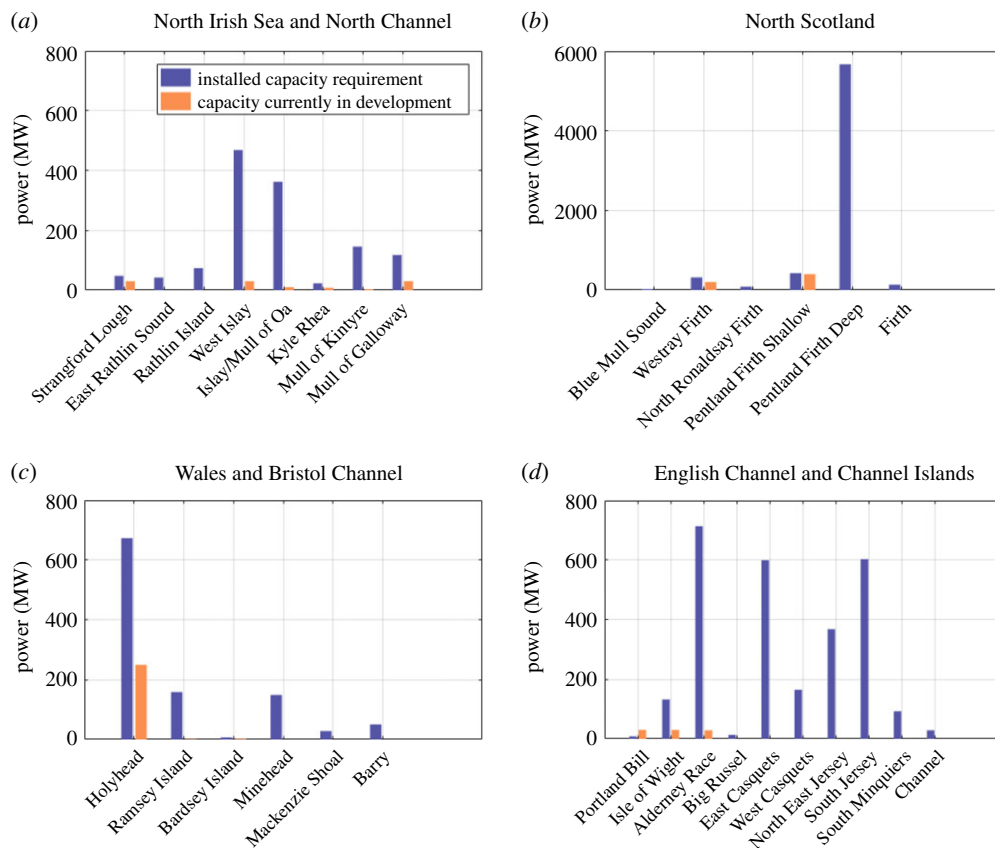 (a) North Irish Sea and North Channel
800
600
400
200
0
power (MW)
installed capacity requirement
capacity currently in development
Strangford Lough
East Rathlin Sound
Rathlin Island
West Islay
Islay/Mull of Oa
Kyle Rhea
Mull of Kintyre
Mull of Galloway
(b) North Scotland
6000
4000
2000
0
power (MW)
Blue Mull Sound
Westray Firth
North Ronaldsay Firth
Pentland Firth Shallow
Pentland Firth Deep
Firth
(c) Wales and Bristol Channel
800
600
400
200
0
power (MW)
Holyhead
Ramsey Island
Bardsey Island
Minehead
Mackenzie Shoal
Barry
(d) English Channel and Channel Islands
800
600
400
200
0
power (MW)
Portland Bill
Isle of Wight
Alderney Race
Big Russel
East Casquets
West Casquets
North East Jersey
South Jersey
South Minquiers
Channel